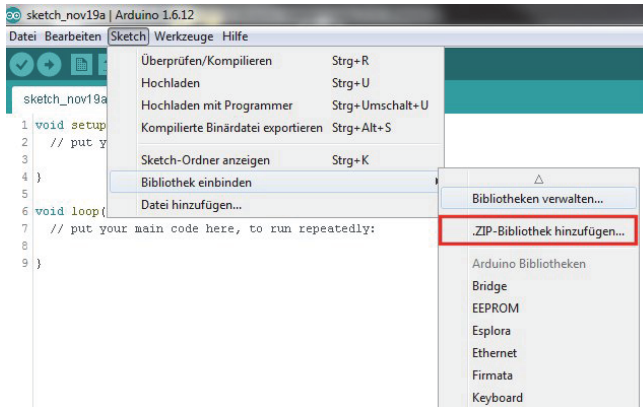 sketch_nov19a | Arduino 1.6.12
Datei Bearbeiten Sketch Werkzeuge Hilfe
sketch_nov19a
Überprüfen/Kompilieren Strg+R
Hochladen Strg+U
Hochladen mit Programmer Strg+Umschalt+U
Kompilierte Binärdatei exportieren Strg+Alt+S
Sketch-Ordner anzeigen Strg+K
Bibliothek einbinden
Datei hinzufügen...
1 void setup
2 // put y
3
4 }
5
6 void loop(
7 // put your main code here, to run repeatedly:
8
9 }
Bibliotheken verwalten...
.ZIP-Bibliothek hinzufügen...
Arduino Bibliotheken
Bridge
EEPROM
Esplora
Ethernet
Firmata
Keyboard